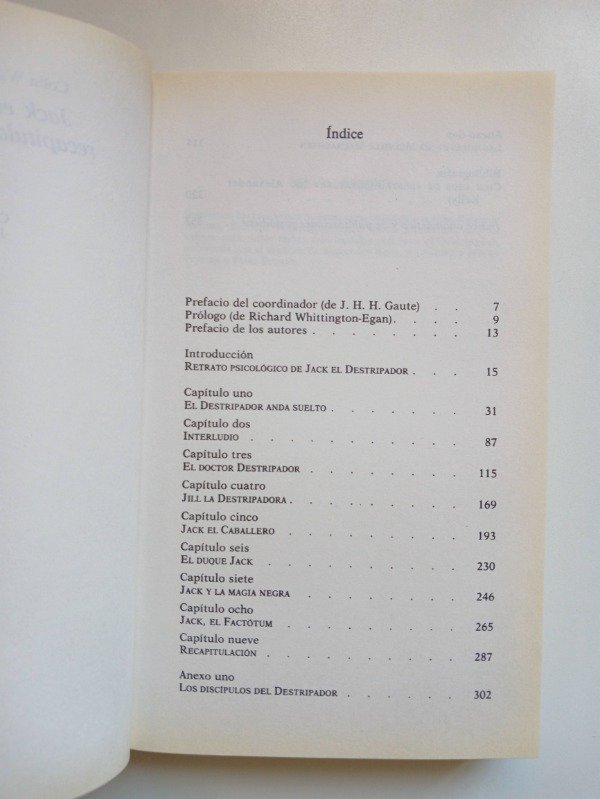 Índice
Prefacio del coordinador (de J. H. H. Gaute) . . 7
Prólogo (de Richard Whittington-Egan). . . . 9
Prefacio de los autores . . . . . . . 13
Introducción
RETRATO PSICOLÓGICO DE JACK EL DESTRIPADOR . . . 15
Capítulo uno
EL DESTRIPADOR ANDA SUELTO . . . . . 31
Capítulo dos
INTERLUDIO . . . . . . . . 87
Capítulo tres
EL DOCTOR DESTRIPADOR . . . . . . 115
Capítulo cuatro
JILL LA DESTRIPADORA . . . . . . . 169
Capítulo cinco
JACK EL CABALLERO . . . . . . . 193
Capítulo seis
EL DUQUE JACK . . . . . . . . 230
Capítulo siete
JACK Y LA MAGIA NEGRA . . . . . . 246
Capítulo ocho
JACK, EL FACTÓTUM . . . . . . . 265
Capítulo nueve
RECAPITULACIÓN . . . . . . . . 287
Anexo uno
LOS DISCÍPULOS DEL DESTRIPADOR . . . . . 302